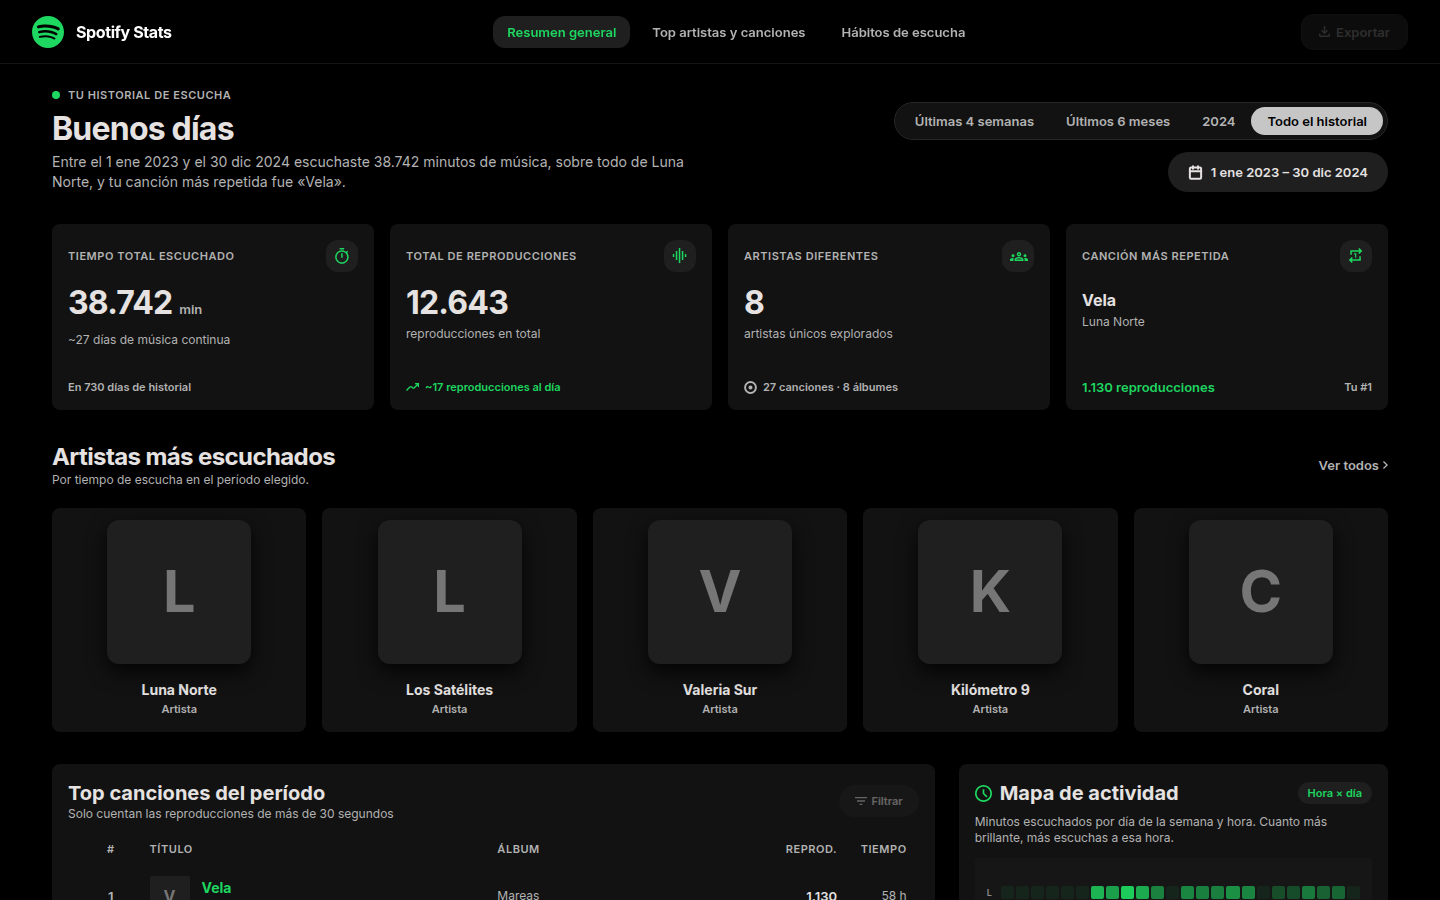 Spotify Stats
Resumen general
Top artistas y canciones
Hábitos de escucha
Exportar
TU HISTORIAL DE ESCUCHA
Buenos días
Entre el 1 ene 2023 y el 30 dic 2024 escuchaste 38.742 minutos de música, sobre todo de Luna
Norte, y tu canción más repetida fue «Vela».
Últimas 4 semanas
Últimos 6 meses
2024
Todo el historial
1 ene 2023 – 30 dic 2024
TIEMPO TOTAL ESCUCHADO
38.742 min
~27 días de música continua
En 730 días de historial
TOTAL DE REPRODUCCIONES
12.643
reproducciones en total
~17 reproducciones al día
ARTISTAS DIFERENTES
8
artistas únicos explorados
27 canciones · 8 álbumes
CANCIÓN MÁS REPETIDA
Vela
Luna Norte
1.130 reproducciones
Tu #1
Artistas más escuchados
Por tiempo de escucha en el período elegido.
Ver todos
L
Luna Norte
Artista
L
Los Satélites
Artista
V
Valeria Sur
Artista
K
Kilómetro 9
Artista
C
Coral
Artista
Top canciones del período
Solo cuentan las reproducciones de más de 30 segundos
Filtrar
# TÍTULO ÁLBUM REPROD. TIEMPO
1 V Vela Mareas 1.130 58 h
Mapa de actividad
Hora × día
Minutos escuchados por día de la semana y hora. Cuanto más
brillante, más escuchas a esa hora.
L